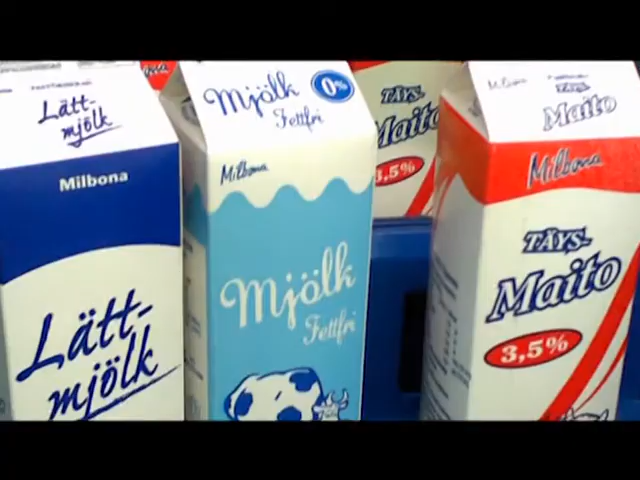 Lätt-
mjölk
Milbona
Lätt-
mjölk
Mjölk
0%
Fettfri
Milbona
Mjölk
Fettfri
TÄYS-
Maito
3,5%
Milbona
TÄYS-
Maito
Milbona
TÄYS-
Maito
3,5%